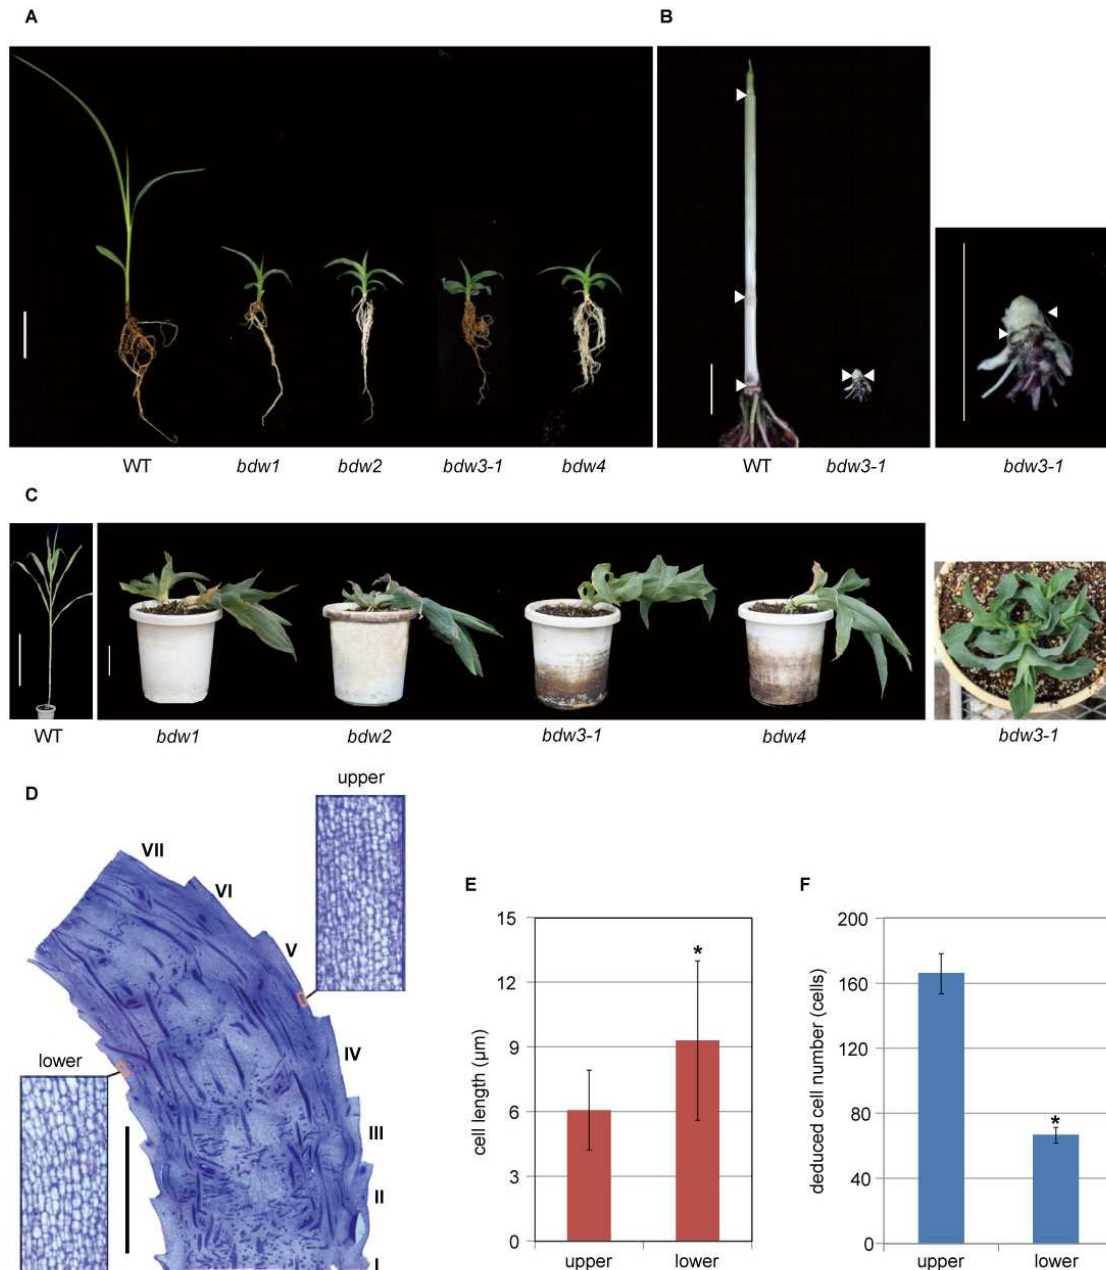 A
B
WT
bdw1
bdw2
bdw3-1
bdw4
WT
bdw3-1
bdw3-1
C
WT
bdw1
bdw2
bdw3-1
bdw4
bdw3-1
D
upper
lower
VII
VI
V
IV
III
II
I
E
cell length (µm)
15
12
9
6
3
0
*
upper
lower
F
deduced cell number (cells)
200
160
120
80
40
0
*
upper
lower